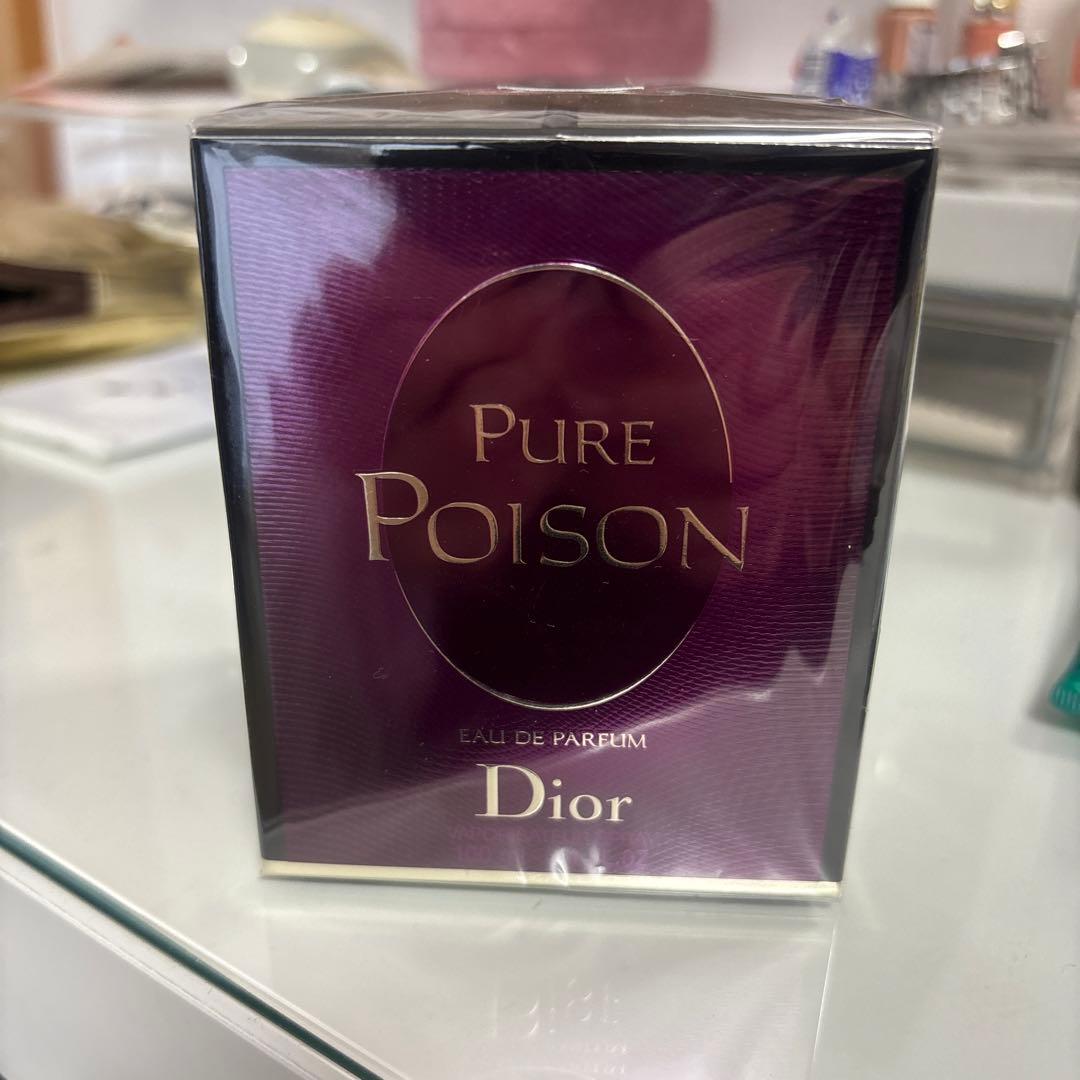 PURE
POISON
EAU DE PARFUM
Dior